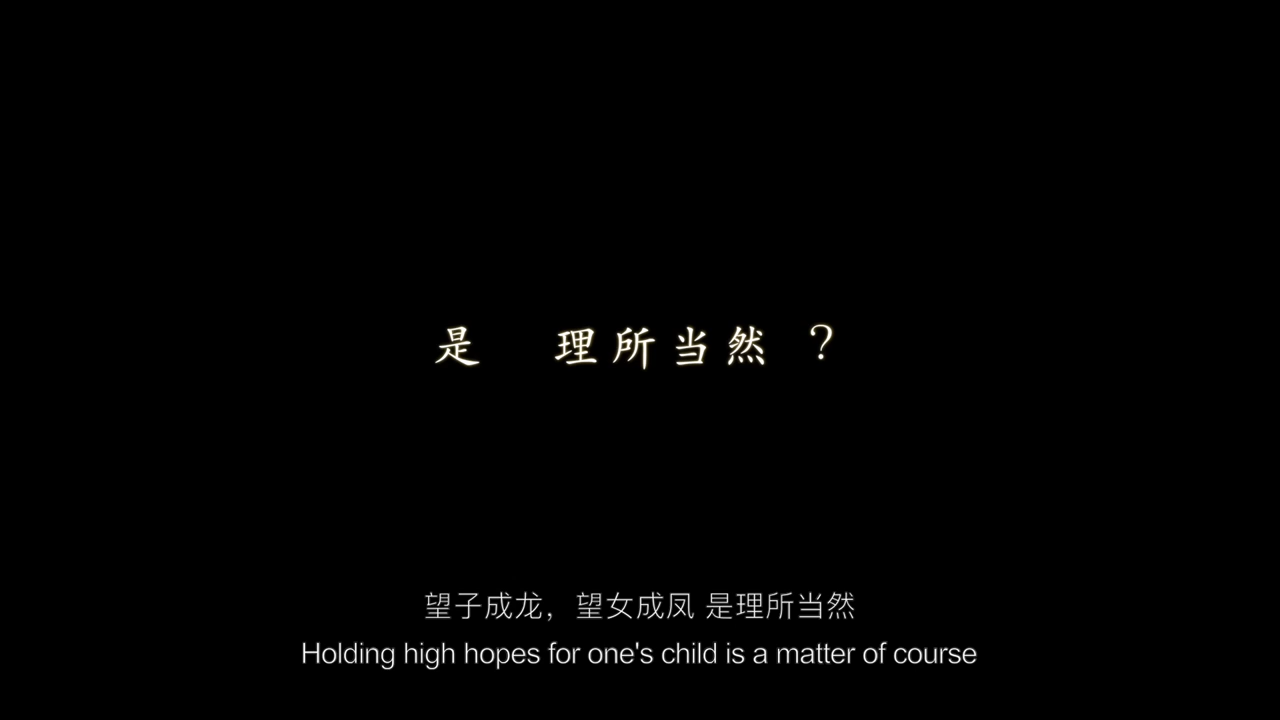 是 理所当然 ?
望子成龙，望女成凤 是理所当然
Holding high hopes for one's child is a matter of course